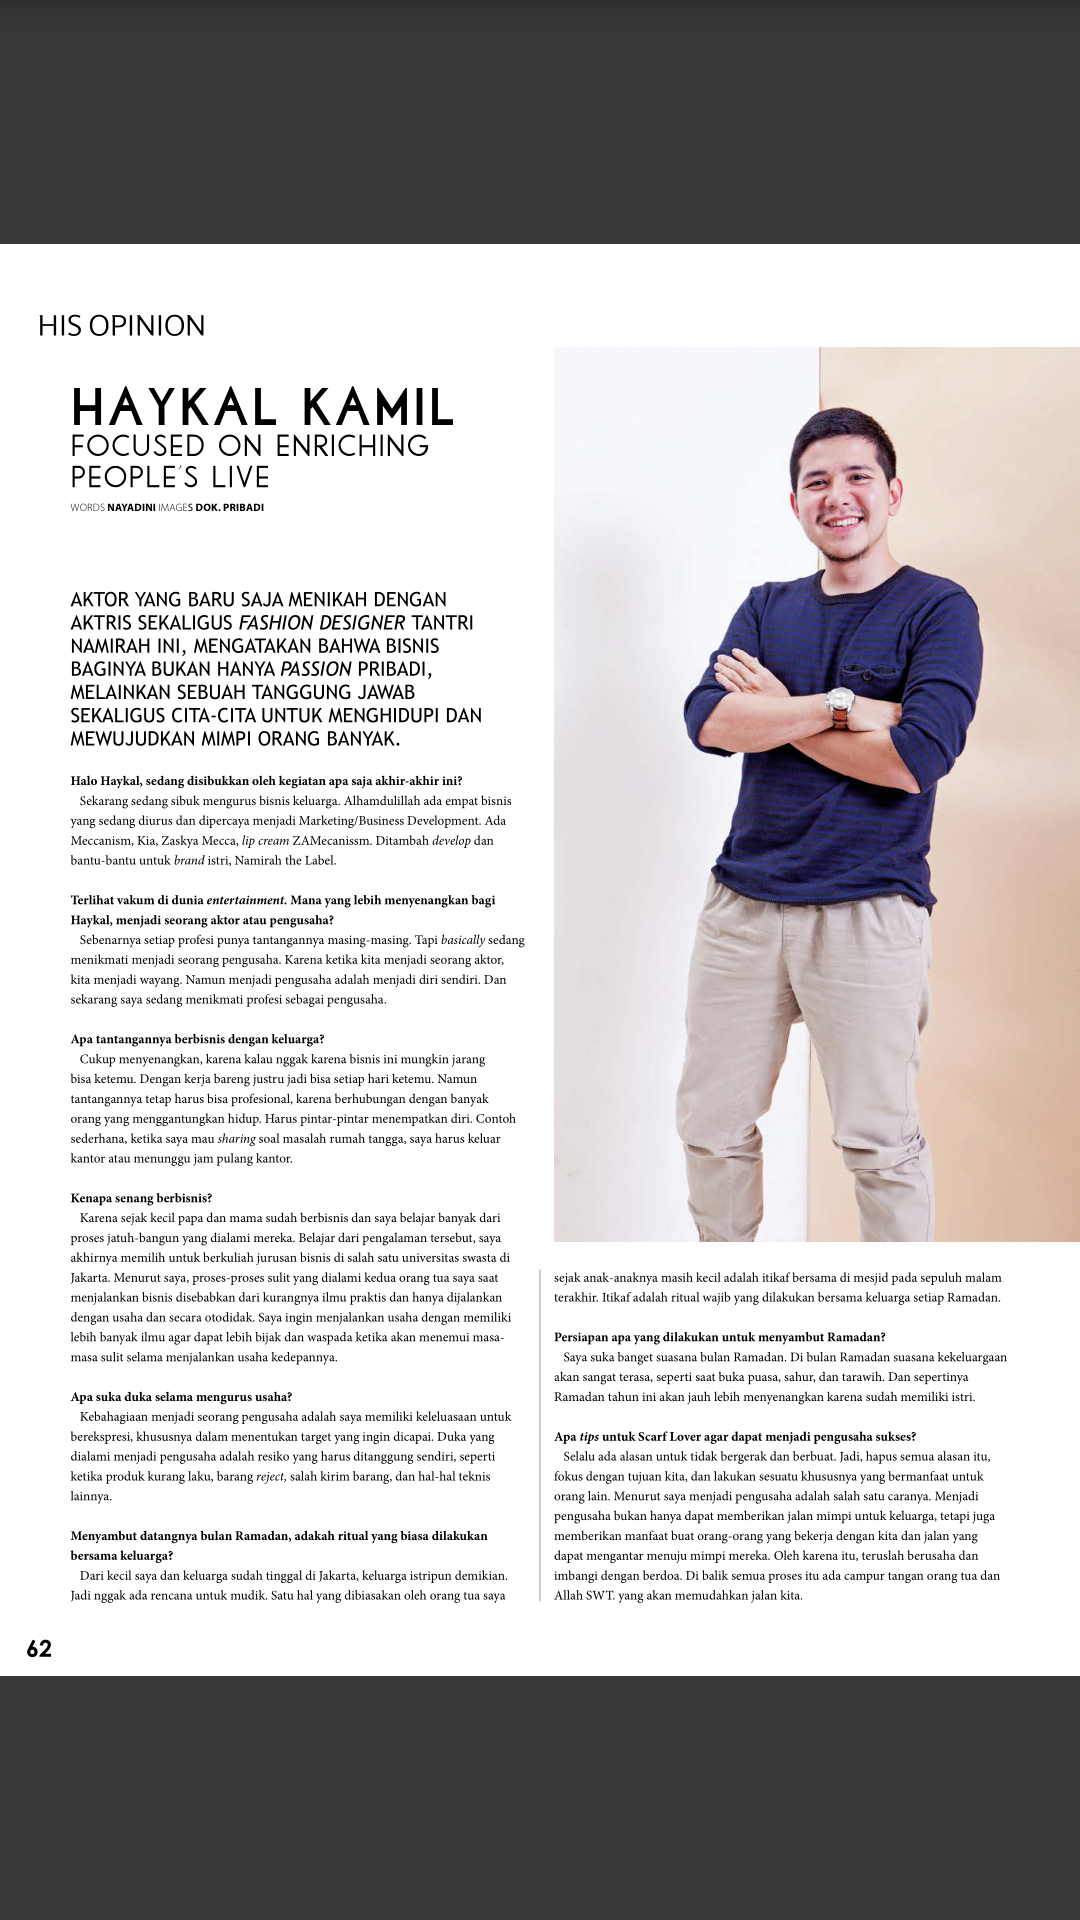 HIS OPINION
HAYKAL KAMIL
FOCUSED ON ENRICHING
PEOPLE'S LIVE
WORDS NAYADINI IMAGES DOK. PRIBADI
AKTOR YANG BARU SAJA MENIKAH DENGAN
AKTRIS SEKALIGUS FASHION DESIGNER TANTRI
NAMIRAH INI, MENGATAKAN BAHWA BISNIS
BAGINYA BUKAN HANYA PASSION PRIBADI,
MELAINKAN SEBUAH TANGGUNG JAWAB
SEKALIGUS CITA-CITA UNTUK MENGHIDUPI DAN
MEWUJUDKAN MIMPI ORANG BANYAK.
Halo Haykal, sedang disibukkan oleh kegiatan apa saja akhir-akhir ini?
Sekarang sedang sibuk mengurus bisnis keluarga. Alhamdulillah ada empat bisnis
yang sedang diurus dan dipercaya menjadi Marketing/Business Development. Ada
Meccanism, Kia, Zaskya Mecca, lip cream ZAMecanissm. Ditambah develop dan
bantu-bantu untuk brand istri, Namirah the Label.
Terlihat vakum di dunia entertainment. Mana yang lebih menyenangkan bagi
Haykal, menjadi seorang aktor atau pengusaha?
Sebenarnya setiap profesi punya tantangannya masing-masing. Tapi basically sedang
menikmati menjadi seorang pengusaha. Karena ketika kita menjadi seorang aktor,
kita menjadi wayang. Namun menjadi pengusaha adalah menjadi diri sendiri. Dan
sekarang saya sedang menikmati profesi sebagai pengusaha.
Apa tantangannya berbisnis dengan keluarga?
Cukup menyenangkan, karena kalau nggak karena bisnis ini mungkin jarang
bisa ketemu. Dengan kerja bareng justru jadi bisa setiap hari ketemu. Namun
tantangannya tetap harus bisa profesional, karena berhubungan dengan banyak
orang yang menggantungkan hidup. Harus pintar-pintar menempatkan diri. Contoh
sederhana, ketika saya mau sharing soal masalah rumah tangga, saya harus keluar
kantor atau menunggu jam pulang kantor.
Kenapa senang berbisnis?
Karena sejak kecil papa dan mama sudah berbisnis dan saya belajar banyak dari
proses jatuh-bangun yang dialami mereka. Belajar dari pengalaman tersebut, saya
akhirnya memilih untuk berkuliah jurusan bisnis di salah satu universitas swasta di
Jakarta. Menurut saya, proses-proses sulit yang dialami kedua orang tua saya saat
menjalankan bisnis disebabkan dari kurangnya ilmu praktis dan hanya dijalankan
dengan usaha dan secara otodidak. Saya ingin menjalankan usaha dengan memiliki
lebih banyak ilmu agar dapat lebih bijak dan waspada ketika akan menemui masa-
masa sulit selama menjalankan usaha kedepannya.
Apa suka duka selama mengurus usaha?
Kebahagiaan menjadi seorang pengusaha adalah saya memiliki keleluasaan untuk
berekspresi, khususnya dalam menentukan target yang ingin dicapai. Duka yang
dialami menjadi pengusaha adalah resiko yang harus ditanggung sendiri, seperti
ketika produk kurang laku, barang reject, salah kirim barang, dan hal-hal teknis
lainnya.
Menyambut datangnya bulan Ramadan, adakah ritual yang biasa dilakukan
bersama keluarga?
Dari kecil saya dan keluarga sudah tinggal di Jakarta, keluarga istripun demikian.
Jadi nggak ada rencana untuk mudik. Satu hal yang dibiasakan oleh orang tua saya
sejak anak-anaknya masih kecil adalah itikaf bersama di mesjid pada sepuluh malam
terakhir. Itikaf adalah ritual wajib yang dilakukan bersama keluarga setiap Ramadan.
Persiapan apa yang dilakukan untuk menyambut Ramadan?
Saya suka banget suasana bulan Ramadan. Di bulan Ramadan suasana kekeluargaan
akan sangat terasa, seperti saat buka puasa, sahur, dan tarawih. Dan sepertinya
Ramadan tahun ini akan jauh lebih menyenangkan karena sudah memiliki istri.
Apa tips untuk Scarf Lover agar dapat menjadi pengusaha sukses?
Selalu ada alasan untuk tidak bergerak dan berbuat. Jadi, hapus semua alasan itu,
fokus dengan tujuan kita, dan lakukan sesuatu khususnya yang bermanfaat untuk
orang lain. Menurut saya menjadi pengusaha adalah salah satu caranya. Menjadi
pengusaha bukan hanya dapat memberikan jalan mimpi untuk keluarga, tetapi juga
memberikan manfaat buat orang-orang yang bekerja dengan kita dan jalan yang
dapat mengantar menuju mimpi mereka. Oleh karena itu, teruslah berusaha dan
imbangi dengan berdoa. Di balik semua proses itu ada campur tangan orang tua dan
Allah SWT. yang akan memudahkan jalan kita.
62